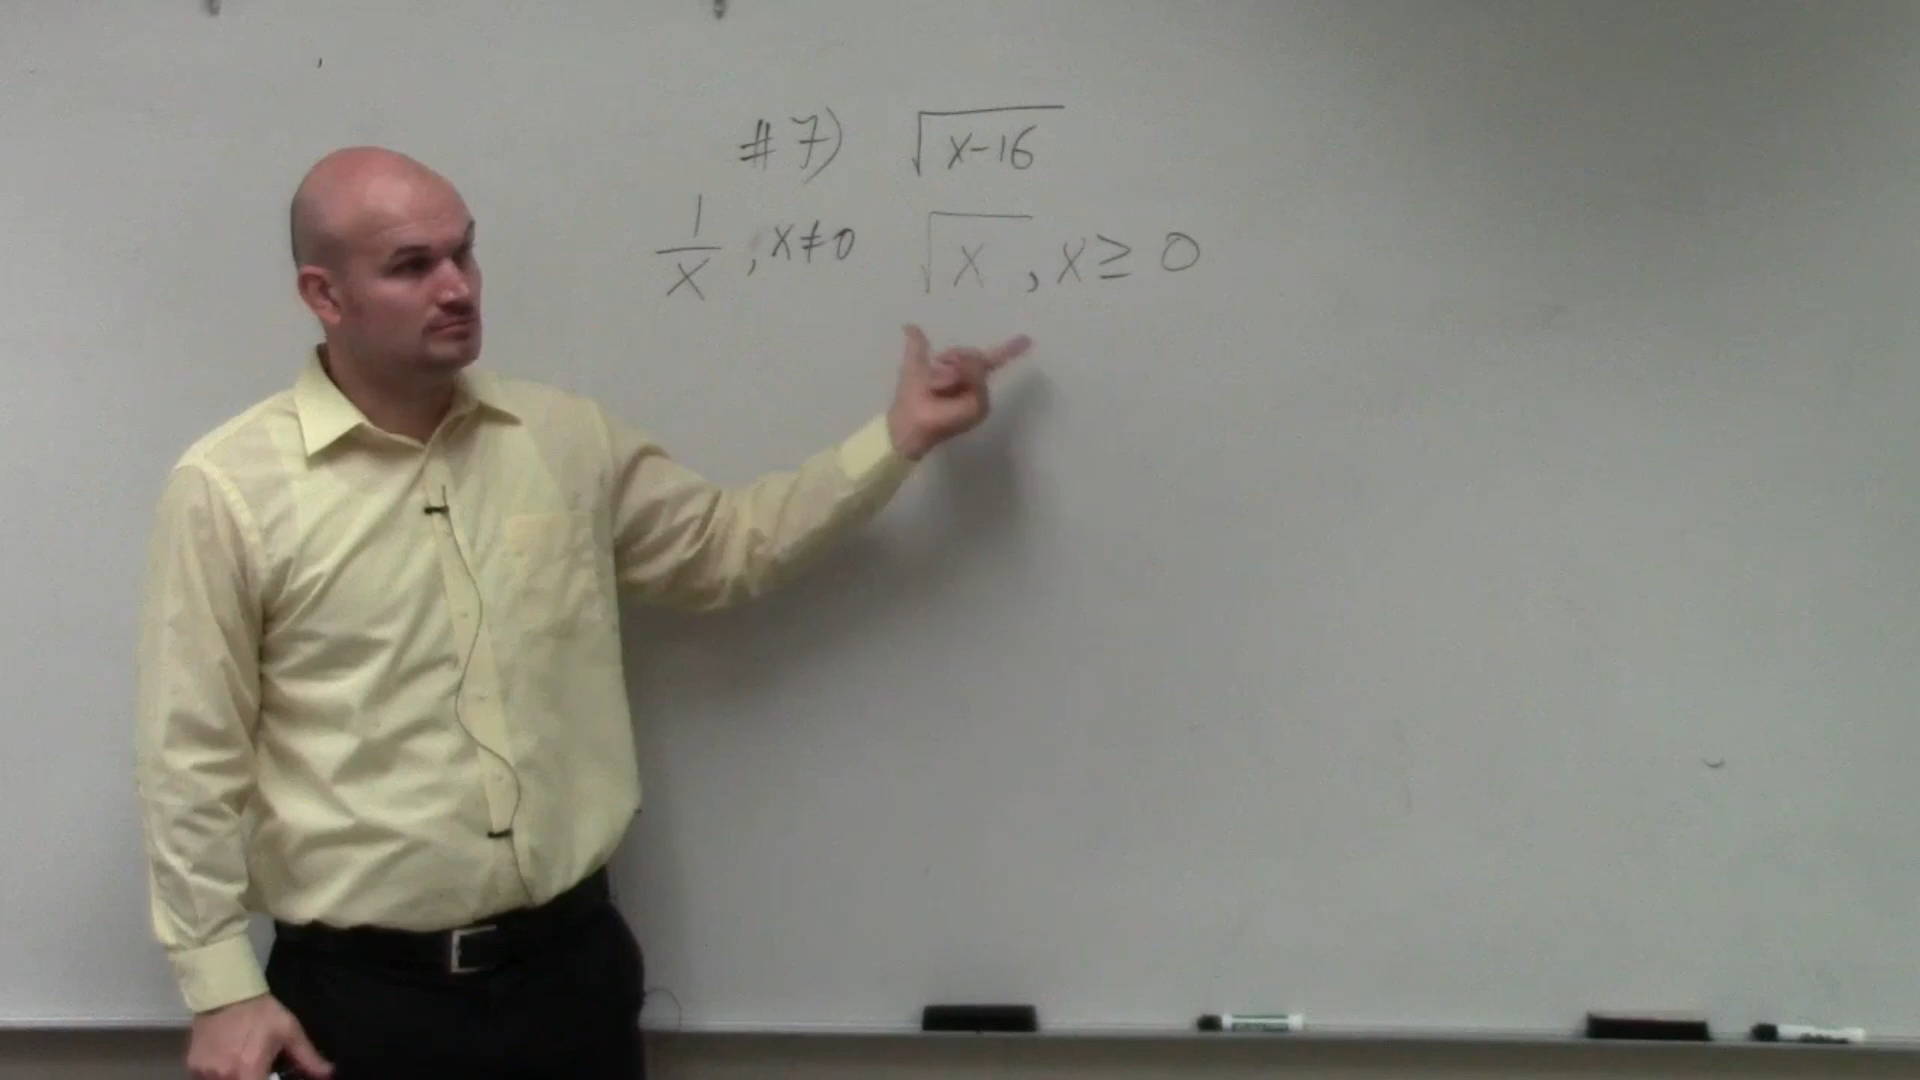 #7) √x-16
1/x , x≠0 √x , x ≥ 0